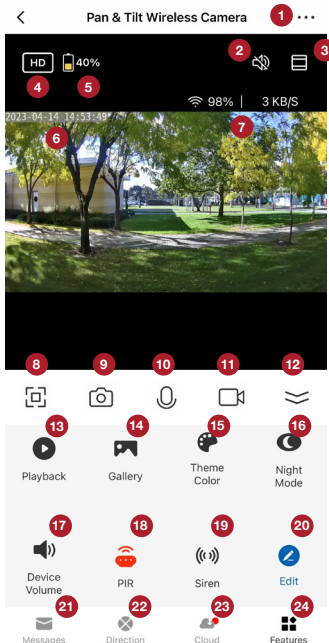 Pan & Tilt Wireless Camera
1
2
3
HD
40%
4
5
98% | 3 KB/S
2023-04-14 14:53:49
6
7
8
9
10
11
12
13
14
15
16
Playback
Gallery
Theme
Color
Night
Mode
17
18
19
20
Device
Volume
PIR
Siren
Edit
21
22
23
24
Messages
Direction
Cloud
Features